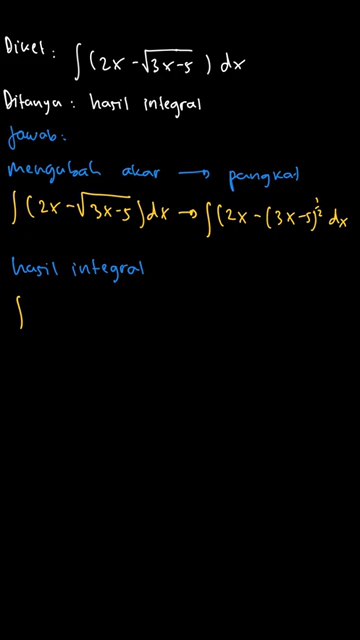 Diket : ∫ (2x - √3x-5 ) dx
Ditanya : hasil integral
Jawab:
mengubah akar → pangkat
∫ (2x - √3x-5 ) dx → ∫ (2x - (3x-5)^1/2 dx
hasil integral
∫